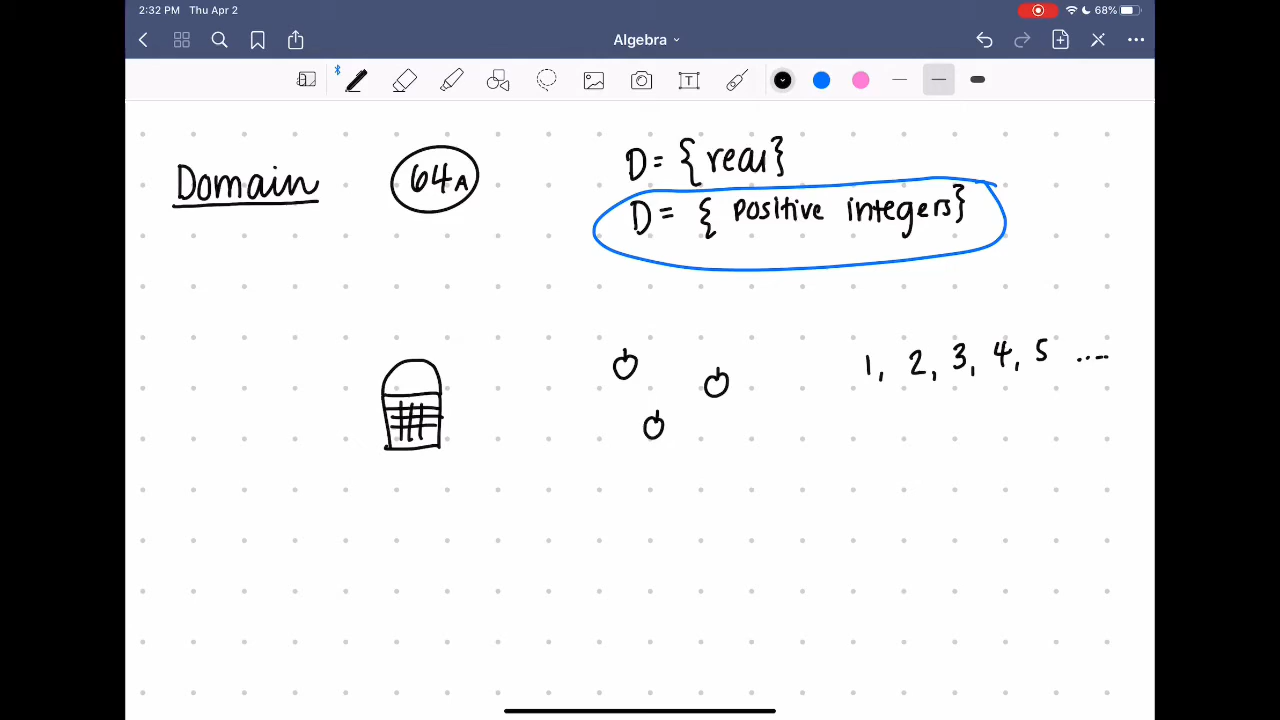 2:32 PM Thu Apr 2
68%
Algebra
T
Domain 64A
D = {real}
D = { positive integers}
1, 2, 3, 4, 5 ....